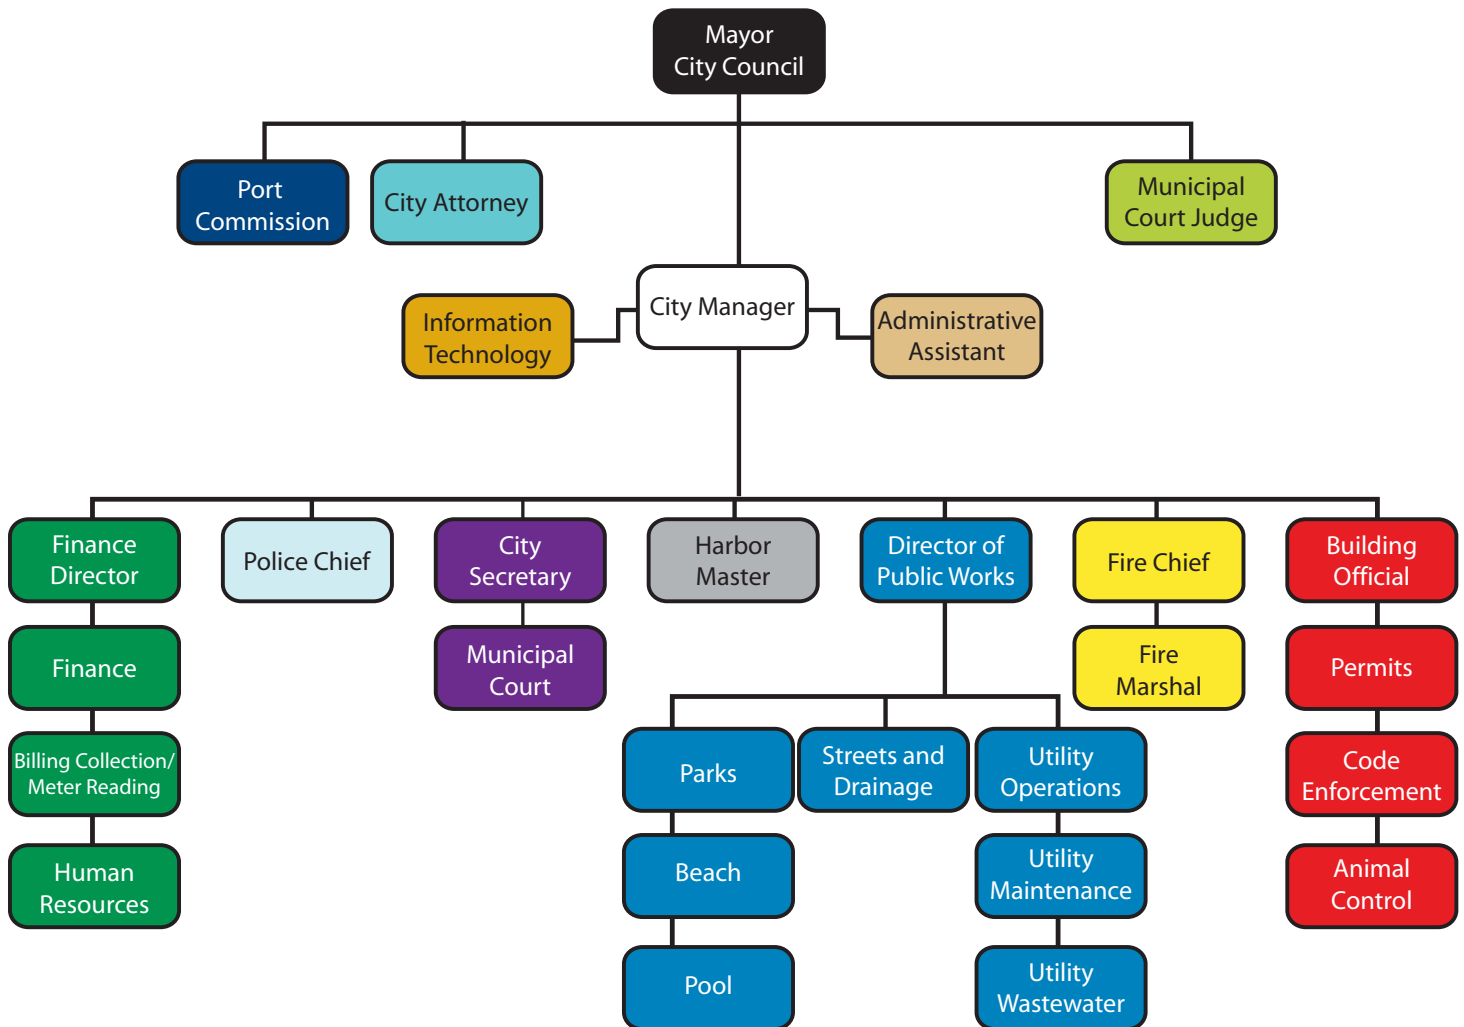 Mayor
City Council
Port
Commission
City Attorney
Municipal
Court Judge
Information
Technology
City Manager
Administrative
Assistant
Finance
Director
Police Chief
City
Secretary
Harbor
Master
Director of
Public Works
Fire Chief
Building
Official
Finance
Municipal
Court
Fire
Marshal
Permits
Billing Collection/
Meter Reading
Parks
Streets and
Drainage
Utility
Operations
Code
Enforcement
Human
Resources
Beach
Utility
Maintenance
Animal
Control
Pool
Utility
Wastewater